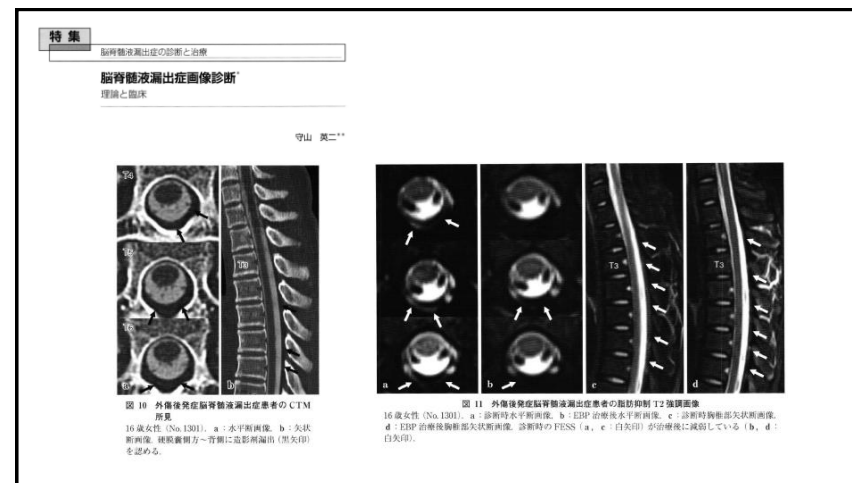 特 集
脳脊髄液漏出症の診断と治療
脳脊髄液漏出症画像診断*
理論と臨床
守山 英二**
T4
T5
T6
a
T3
b
a
b
T3
c
T3
d
図 10 外傷後発症脳脊髄液漏出症患者の CTM
所見
16 歳女性（No. 1301）．a：水平断画像．b：矢状
断画像．硬膜嚢側方〜背側に造影剤漏出（黒矢印）
を認める．
図 11 外傷後発症脳脊髄液漏出症患者の脂肪抑制 T2 強調画像
16 歳女性（No. 1301）．a：診断時水平断画像．b：EBP 治療後水平断画像．c：診断時胸椎部矢状断画像．
d：EBP 治療後胸椎部矢状断画像．診断時の FESS（a，c：白矢印）が治療後に減弱している（b，d：
白矢印）．